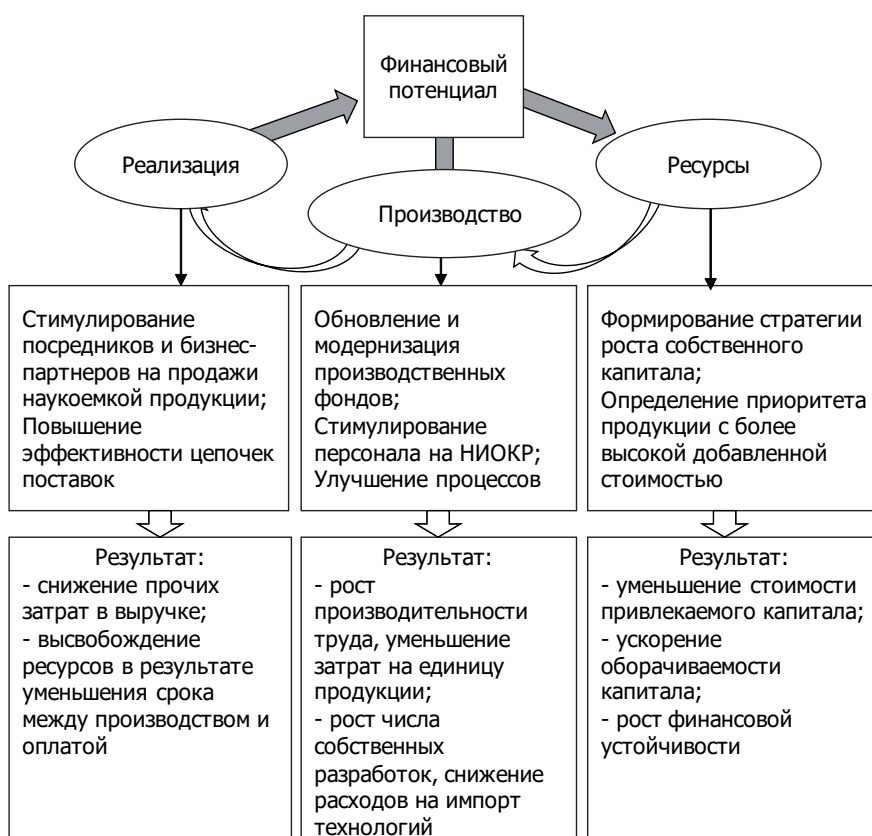 Финансовый
потенциал
Реализация
Производство
Ресурсы
Стимулирование
посредников и бизнес-
партнеров на продажи
наукоемкой продукции;
Повышение
эффективности цепочек
поставок
Обновление и
модернизация
производственных
фондов;
Стимулирование
персонала на НИОКР;
Улучшение процессов
Формирование стратегии
роста собственного
капитала;
Определение приоритета
продукции с более
высокой добавленной
стоимостью
Результат:
- снижение прочих
затрат в выручке;
- высвобождение
ресурсов в результате
уменьшения срока
между производством и
оплатой
Результат:
- рост
производительности
труда, уменьшение
затрат на единицу
продукции;
- рост числа
собственных
разработок, снижение
расходов на импорт
технологий
Результат:
- уменьшение стоимости
привлекаемого капитала;
- ускорение
оборачиваемости
капитала;
- рост финансовой
устойчивости